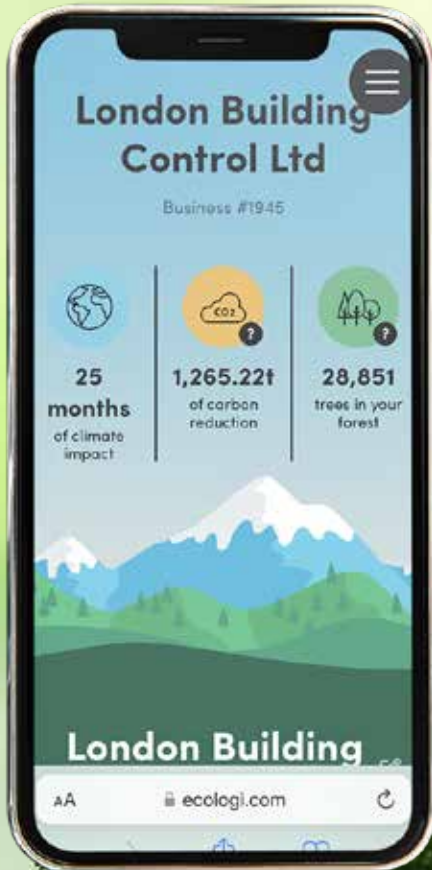 London Building
Control Ltd
Business #1945
25
months
of climate
impact
CO2
?
1,265.22t
of carbon
reduction
?
28,851
trees in your
forest
London Building
AA
ecologi.com